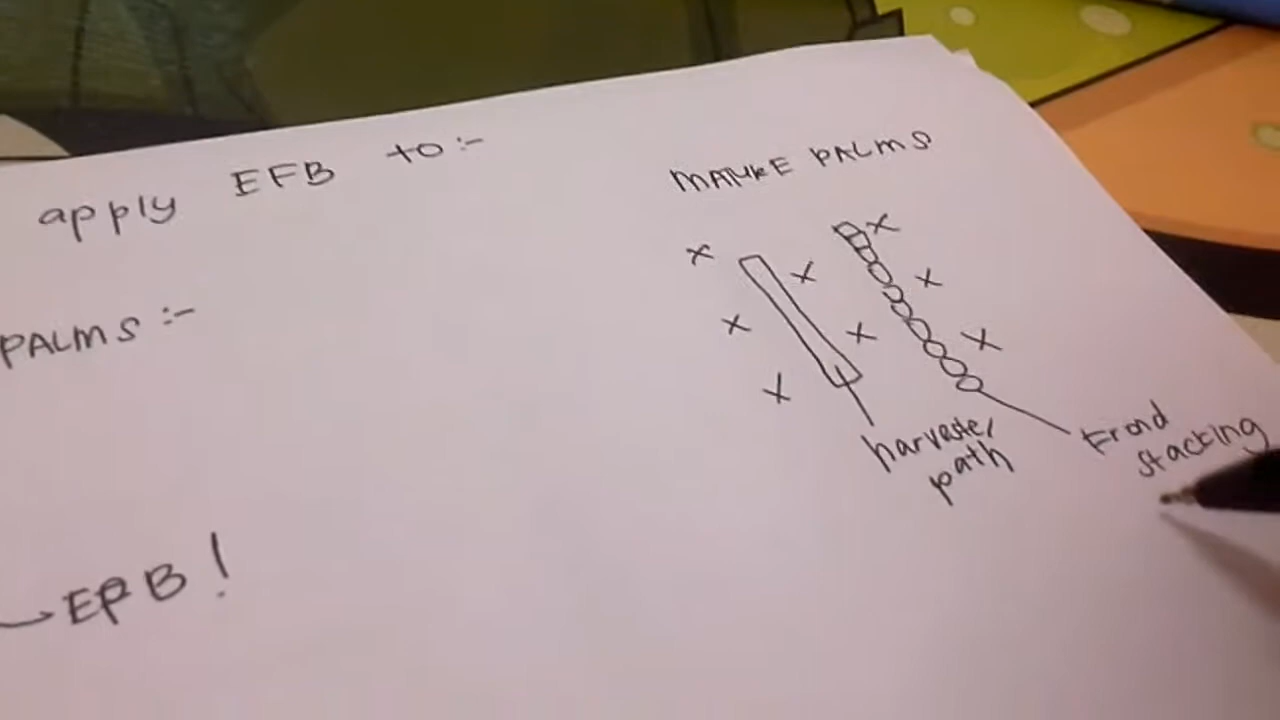 apply EFB to :-
PALMS :-
EFB !
MATURE PALMS
harvester
path
Frond
stacking